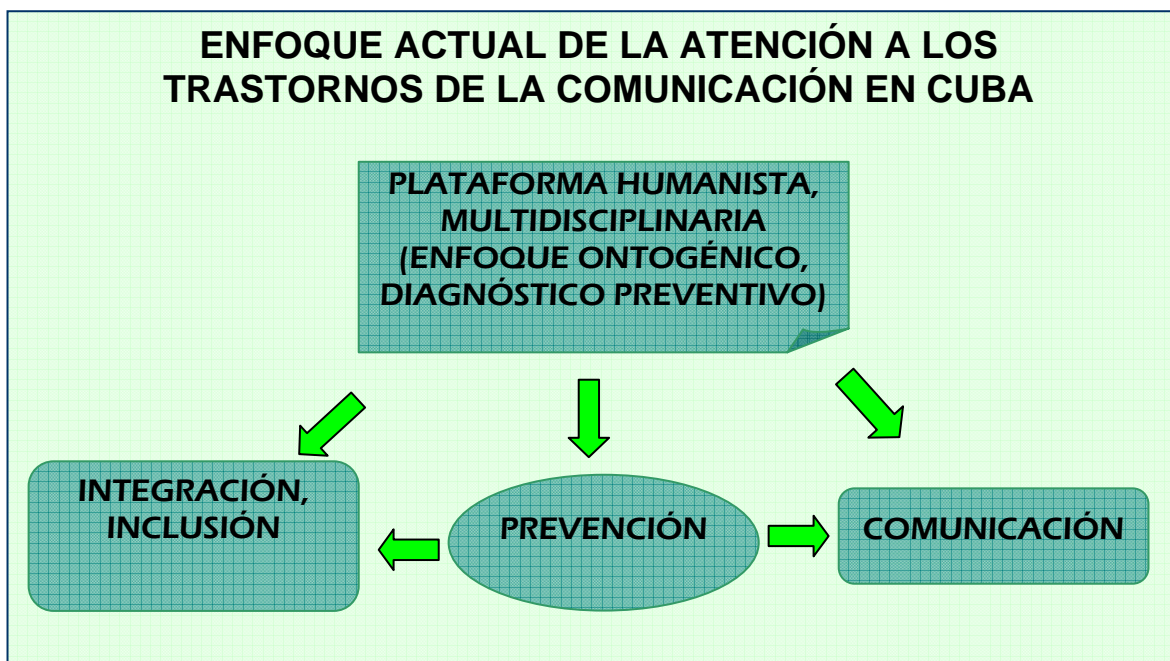 ENFOQUE ACTUAL DE LA ATENCIÓN A LOS
TRASTORNOS DE LA COMUNICACIÓN EN CUBA
PLATAFORMA HUMANISTA,
MULTIDISCIPLINARIA
(ENFOQUE ONTOGÉNICO,
DIAGNÓSTICO PREVENTIVO)
INTEGRACIÓN,
INCLUSIÓN
PREVENCIÓN
COMUNICACIÓN